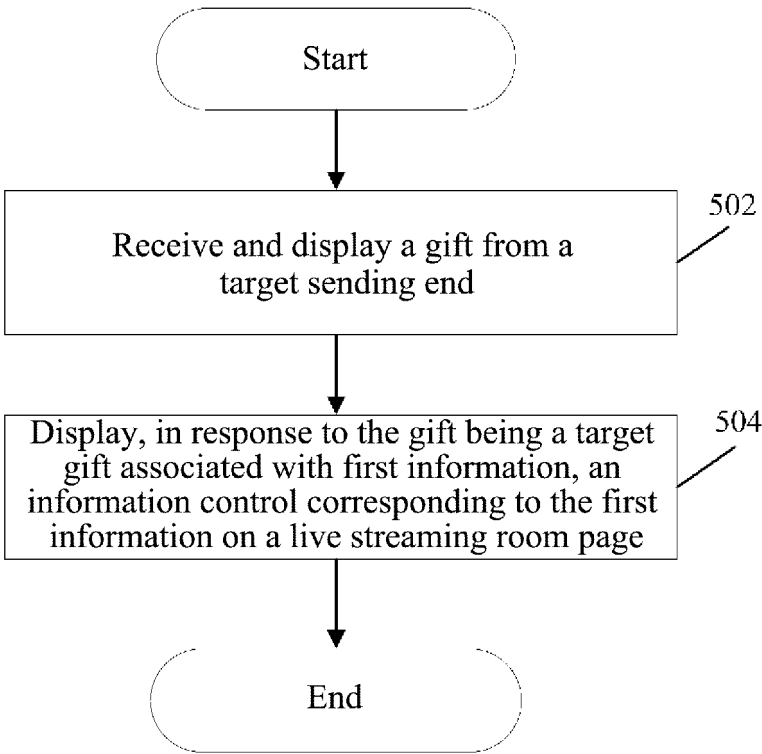 Start
502
Receive and display a gift from a
target sending end
504
Display, in response to the gift being a target
gift associated with first information, an
information control corresponding to the first
information on a live streaming room page
End